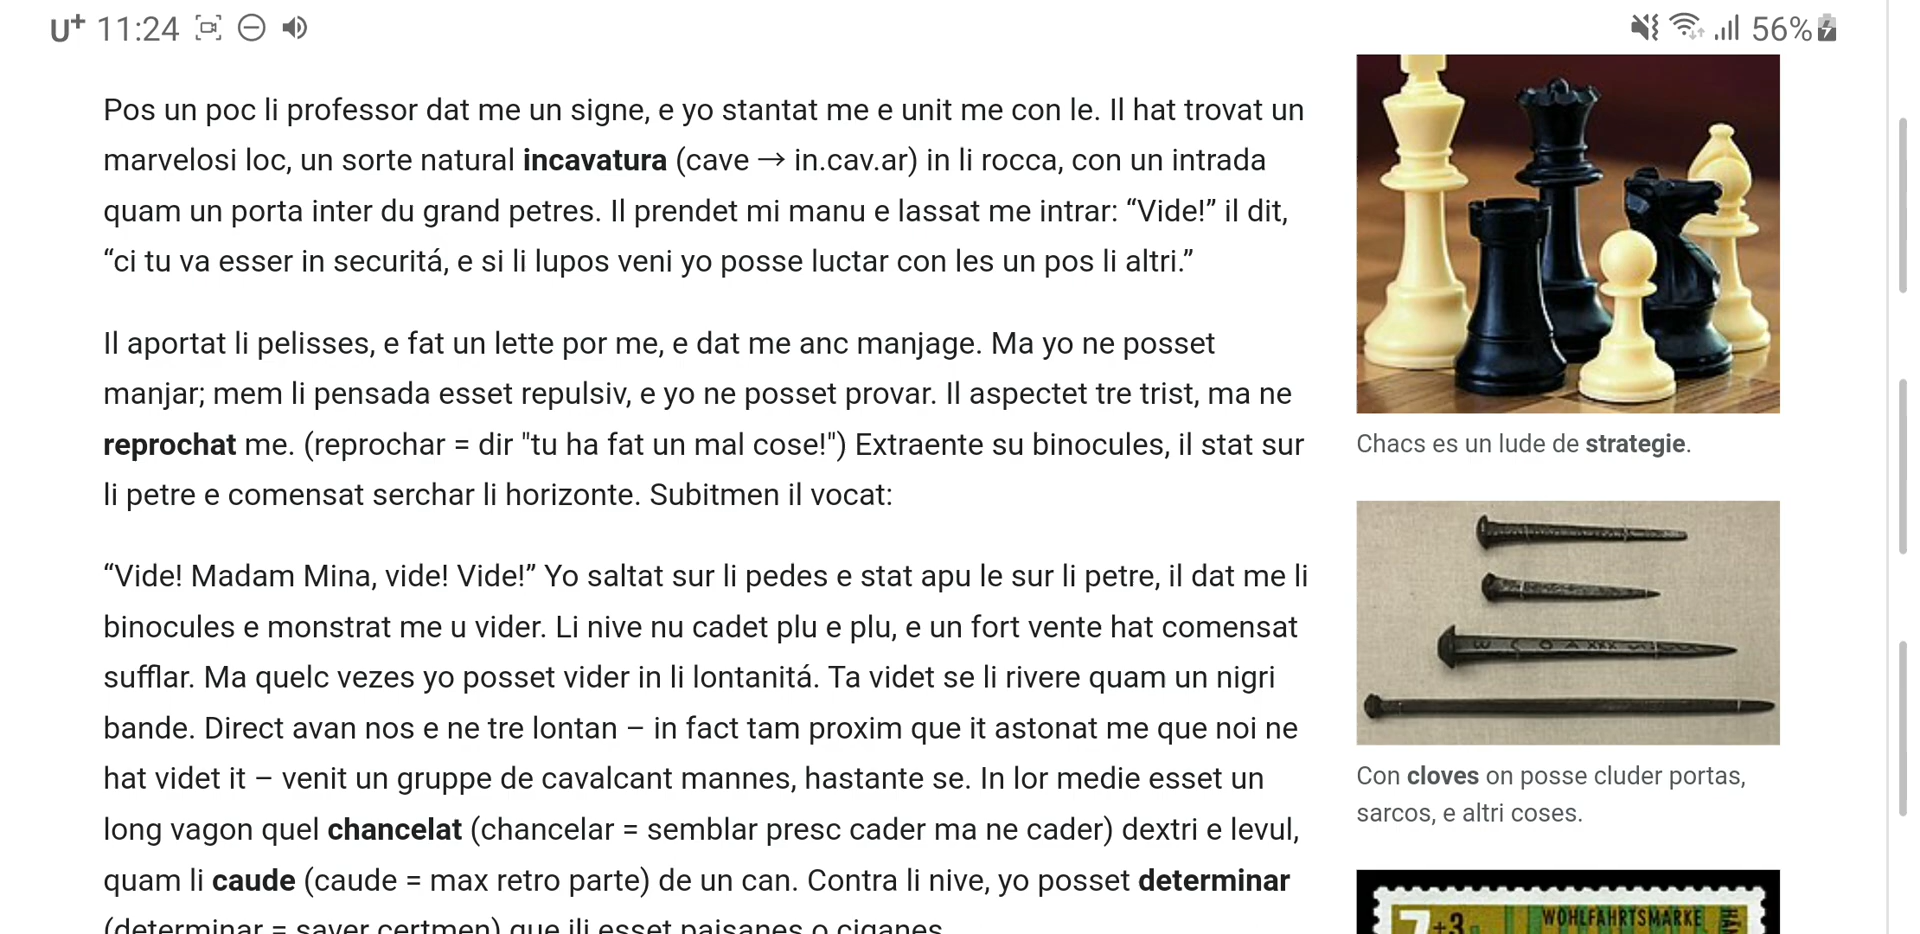 U+ 11:24
56%
Pos un poc li professor dat me un signe, e yo stantat me e unit me con le. Il hat trovat un
marvelosi loc, un sorte natural incavatura (cave → in.cav.ar) in li rocca, con un intrada
quam un porta inter du grand petres. Il prendet mi manu e lassat me intrar: “Vide!” il dit,
“ci tu va esser in securitá, e si li lupos veni yo posse luctar con les un pos li altri.”
Il aportat li pelisses, e fat un lette por me, e dat me anc manjage. Ma yo ne posset
manjar; mem li pensada esset repulsiv, e yo ne posset provar. Il aspectet tre trist, ma ne
reprochat me. (reprochar = dir "tu ha fat un mal cose!") Extraente su binocules, il stat sur
li petre e comensat serchar li horizonte. Subitmen il vocat:
“Vide! Madam Mina, vide! Vide!” Yo saltat sur li pedes e stat apu le sur li petre, il dat me li
binocules e monstrat me u vider. Li nive nu cadet plu e plu, e un fort vente hat comensat
sufflar. Ma quelc vezes yo posset vider in li lontanitá. Ta videt se li rivere quam un nigri
bande. Direct avan nos e ne tre lontan – in fact tam proxim que it astonat me que noi ne
hat videt it – venit un gruppe de cavalcant mannes, hastante se. In lor medie esset un
long vagon quel chancelat (chancelar = semblar presc cader ma ne cader) dextri e levul,
quam li caude (caude = max retro parte) de un can. Contra li nive, yo posset determinar
(determinar = saver certmen) que ili esset paisanes o ciganes.
Chacs es un lude de strategie.
Con cloves on posse cluder portas,
sarcos, e altri coses.
7+3
WOHLFAHRTSMARKE